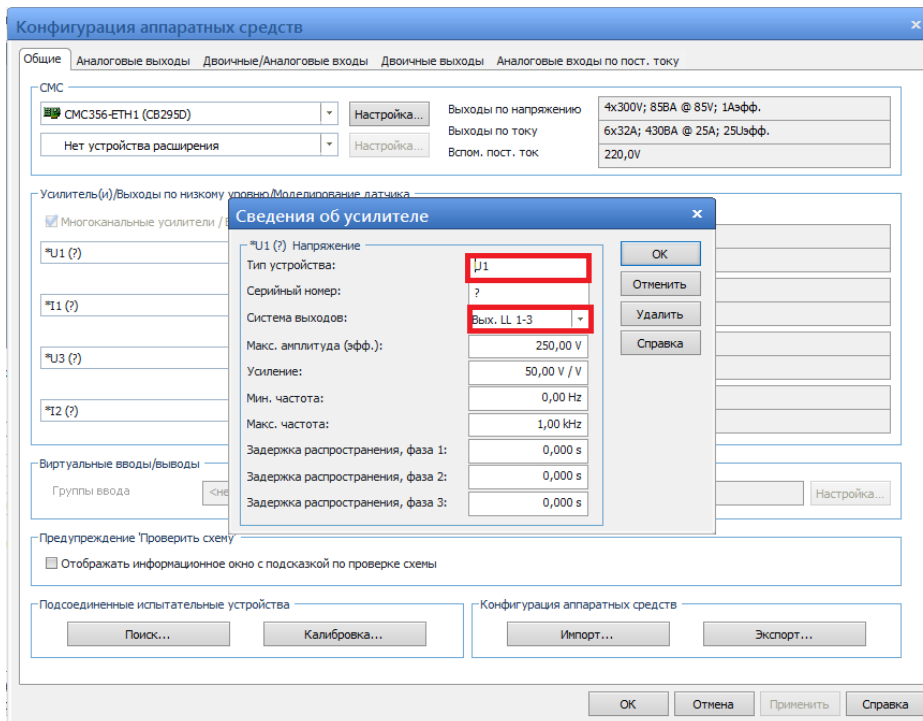 Конфигурация аппаратных средств
Общие Аналоговые выходы Двоичные/Аналоговые входы Двоичные выходы Аналоговые входы по пост. току
CMC
CMC356-ETH1 (CB295D) Настройка... Выходы по напряжению 4x300V; 85ВА @ 85V; 1Аэфф.
Выходы по току 6x32A; 430ВА @ 25A; 25Uэфф.
Нет устройства расширения Настройка... Вспом. пост. ток 220,0V
Усилитель(и)/Выходы по низкому уровню/Моделирование датчика
Многоканальные усилители /
*U1 (?)
*I1 (?)
*U3 (?)
*I2 (?)
Сведения об усилителе
*U1 (?) Напряжение
Тип устройства: U1 OK
Серийный номер: ? Отменить
Система выходов: Вых. LL 1-3 Удалить
Макс. амплитуда (эфф.): 250,00 V Справка
Усиление: 50,00 V / V
Мин. частота: 0,00 Hz
Макс. частота: 1,00 kHz
Задержка распространения, фаза 1: 0,000 s
Задержка распространения, фаза 2: 0,000 s
Задержка распространения, фаза 3: 0,000 s
Виртуальные вводы/выводы
Группы ввода <не Настройка...
Предупреждение 'Проверить схему'
Отображать информационное окно с подсказкой по проверке схемы
Подсоединенные испытательные устройства Конфигурация аппаратных средств
Поиск... Калибровка... Импорт... Экспорт...
OK Отмена Применить Справка